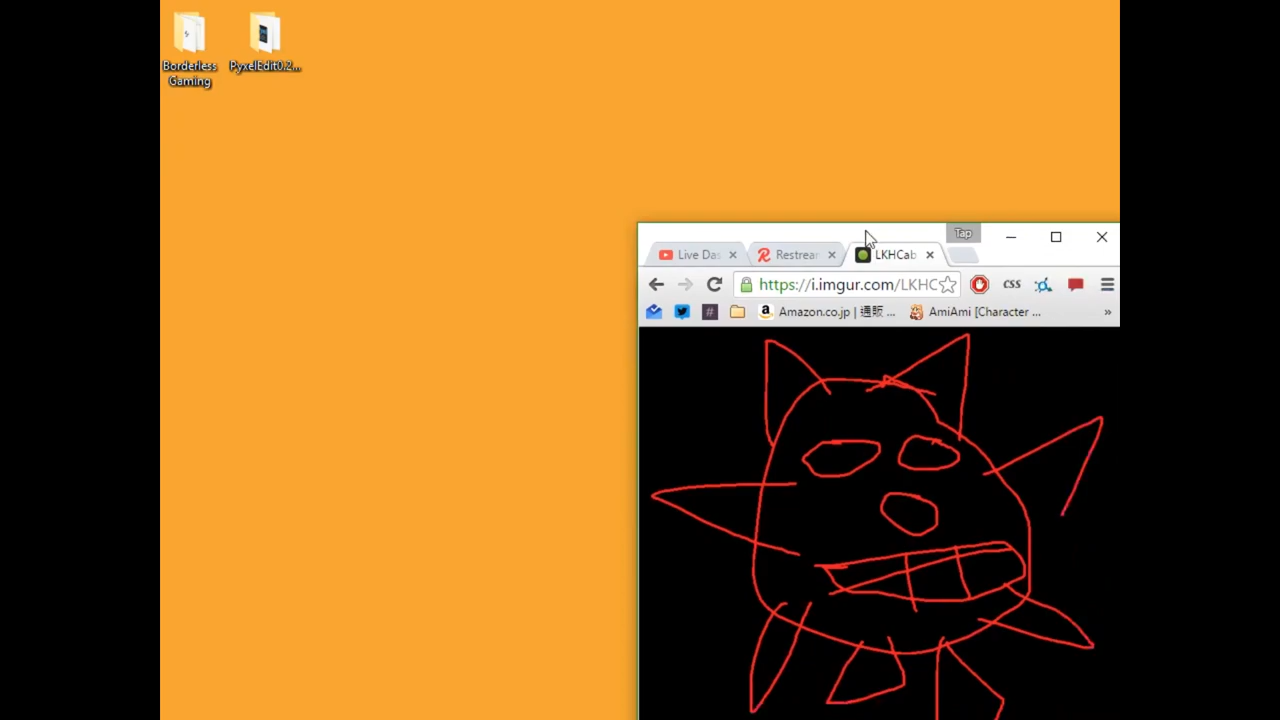 Borderless
Gaming
PyxelEdit0.2...
Tap
Live Das
Restrear
LKHCab
https://i.imgur.com/LKHC
CSS
#
Amazon.co.jp | 通販 ...
AmiAmi [Character ...
»